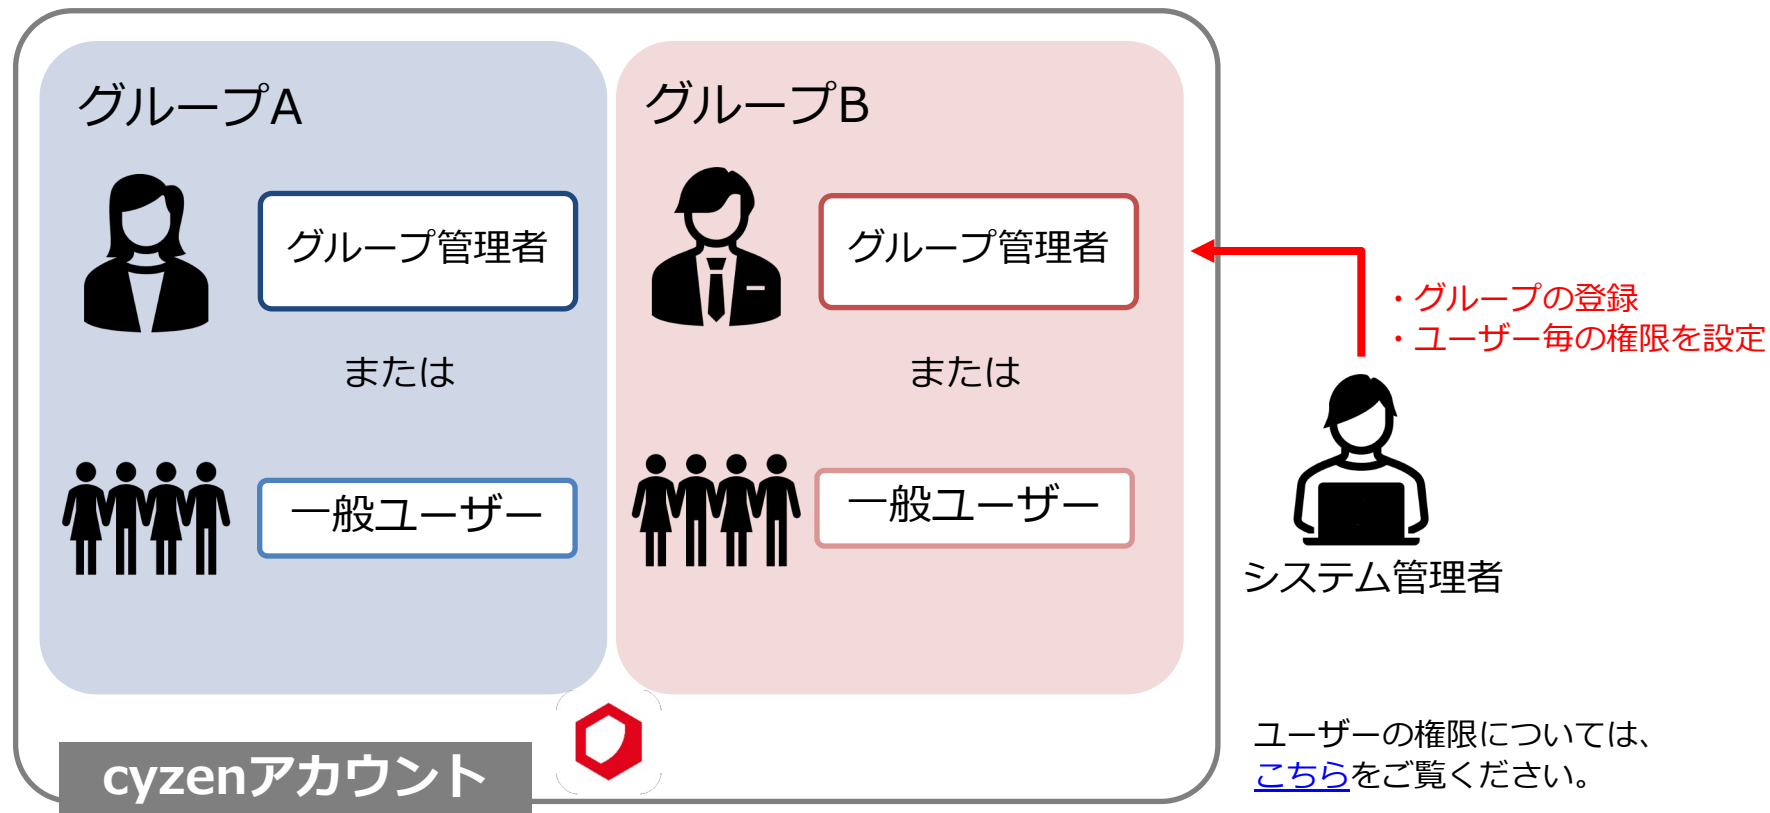 グループA
グループ管理者
または
一般ユーザー
グループB
グループ管理者
または
一般ユーザー
・グループの登録
・ユーザー毎の権限を設定
システム管理者
ユーザーの権限については、
こちらをご覧ください。
cyzenアカウント